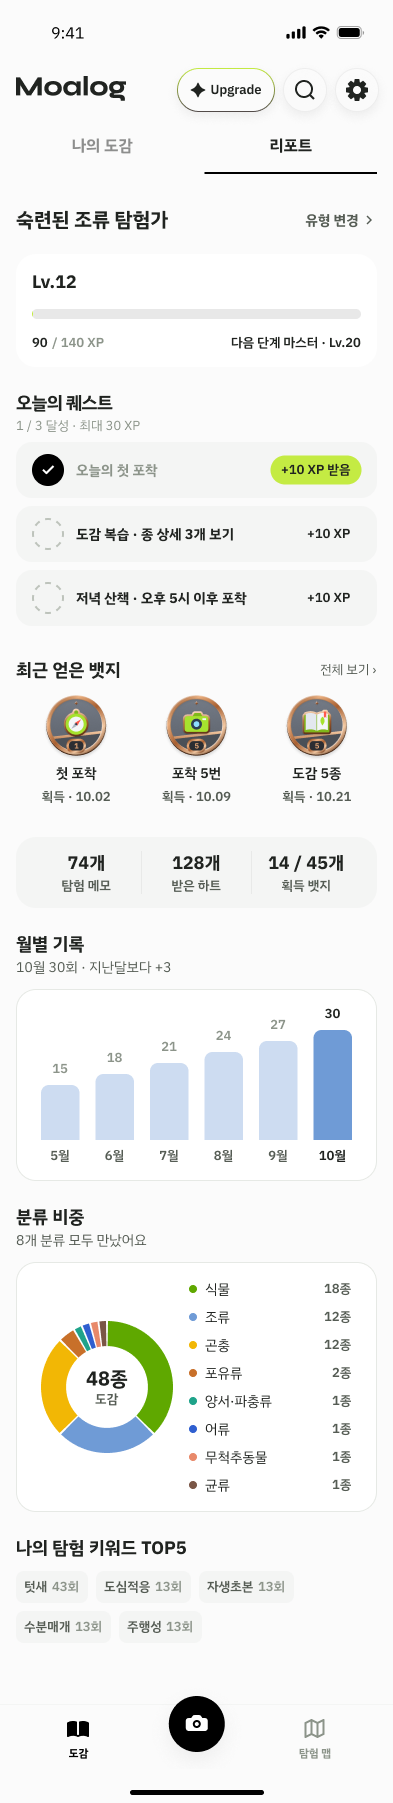 9:41
Moalog
Upgrade
나의 도감
리포트
숙련된 조류 탐험가
유형 변경 >
Lv.12
90 / 140 XP
다음 단계 마스터 · Lv.20
오늘의 퀘스트
1 / 3 달성 · 최대 30 XP
오늘의 첫 포착
+10 XP 받음
도감 복습 · 종 상세 3개 보기
+10 XP
저녁 산책 · 오후 5시 이후 포착
+10 XP
최근 얻은 뱃지
전체 보기 ›
1
5
5
첫 포착
포착 5번
도감 5종
획득 · 10.02
획득 · 10.09
획득 · 10.21
74개
128개
14 / 45개
탐험 메모
받은 하트
획득 뱃지
월별 기록
10월 30회 · 지난달보다 +3
15
18
21
24
27
30
5월
6월
7월
8월
9월
10월
분류 비중
8개 분류 모두 만났어요
48종
도감
식물 18종
조류 12종
곤충 12종
포유류 2종
양서·파충류 1종
어류 1종
무척추동물 1종
균류 1종
나의 탐험 키워드 TOP5
텃새 43회
도심적응 13회
자생초본 13회
수분매개 13회
주행성 13회
도감
탐험 맵